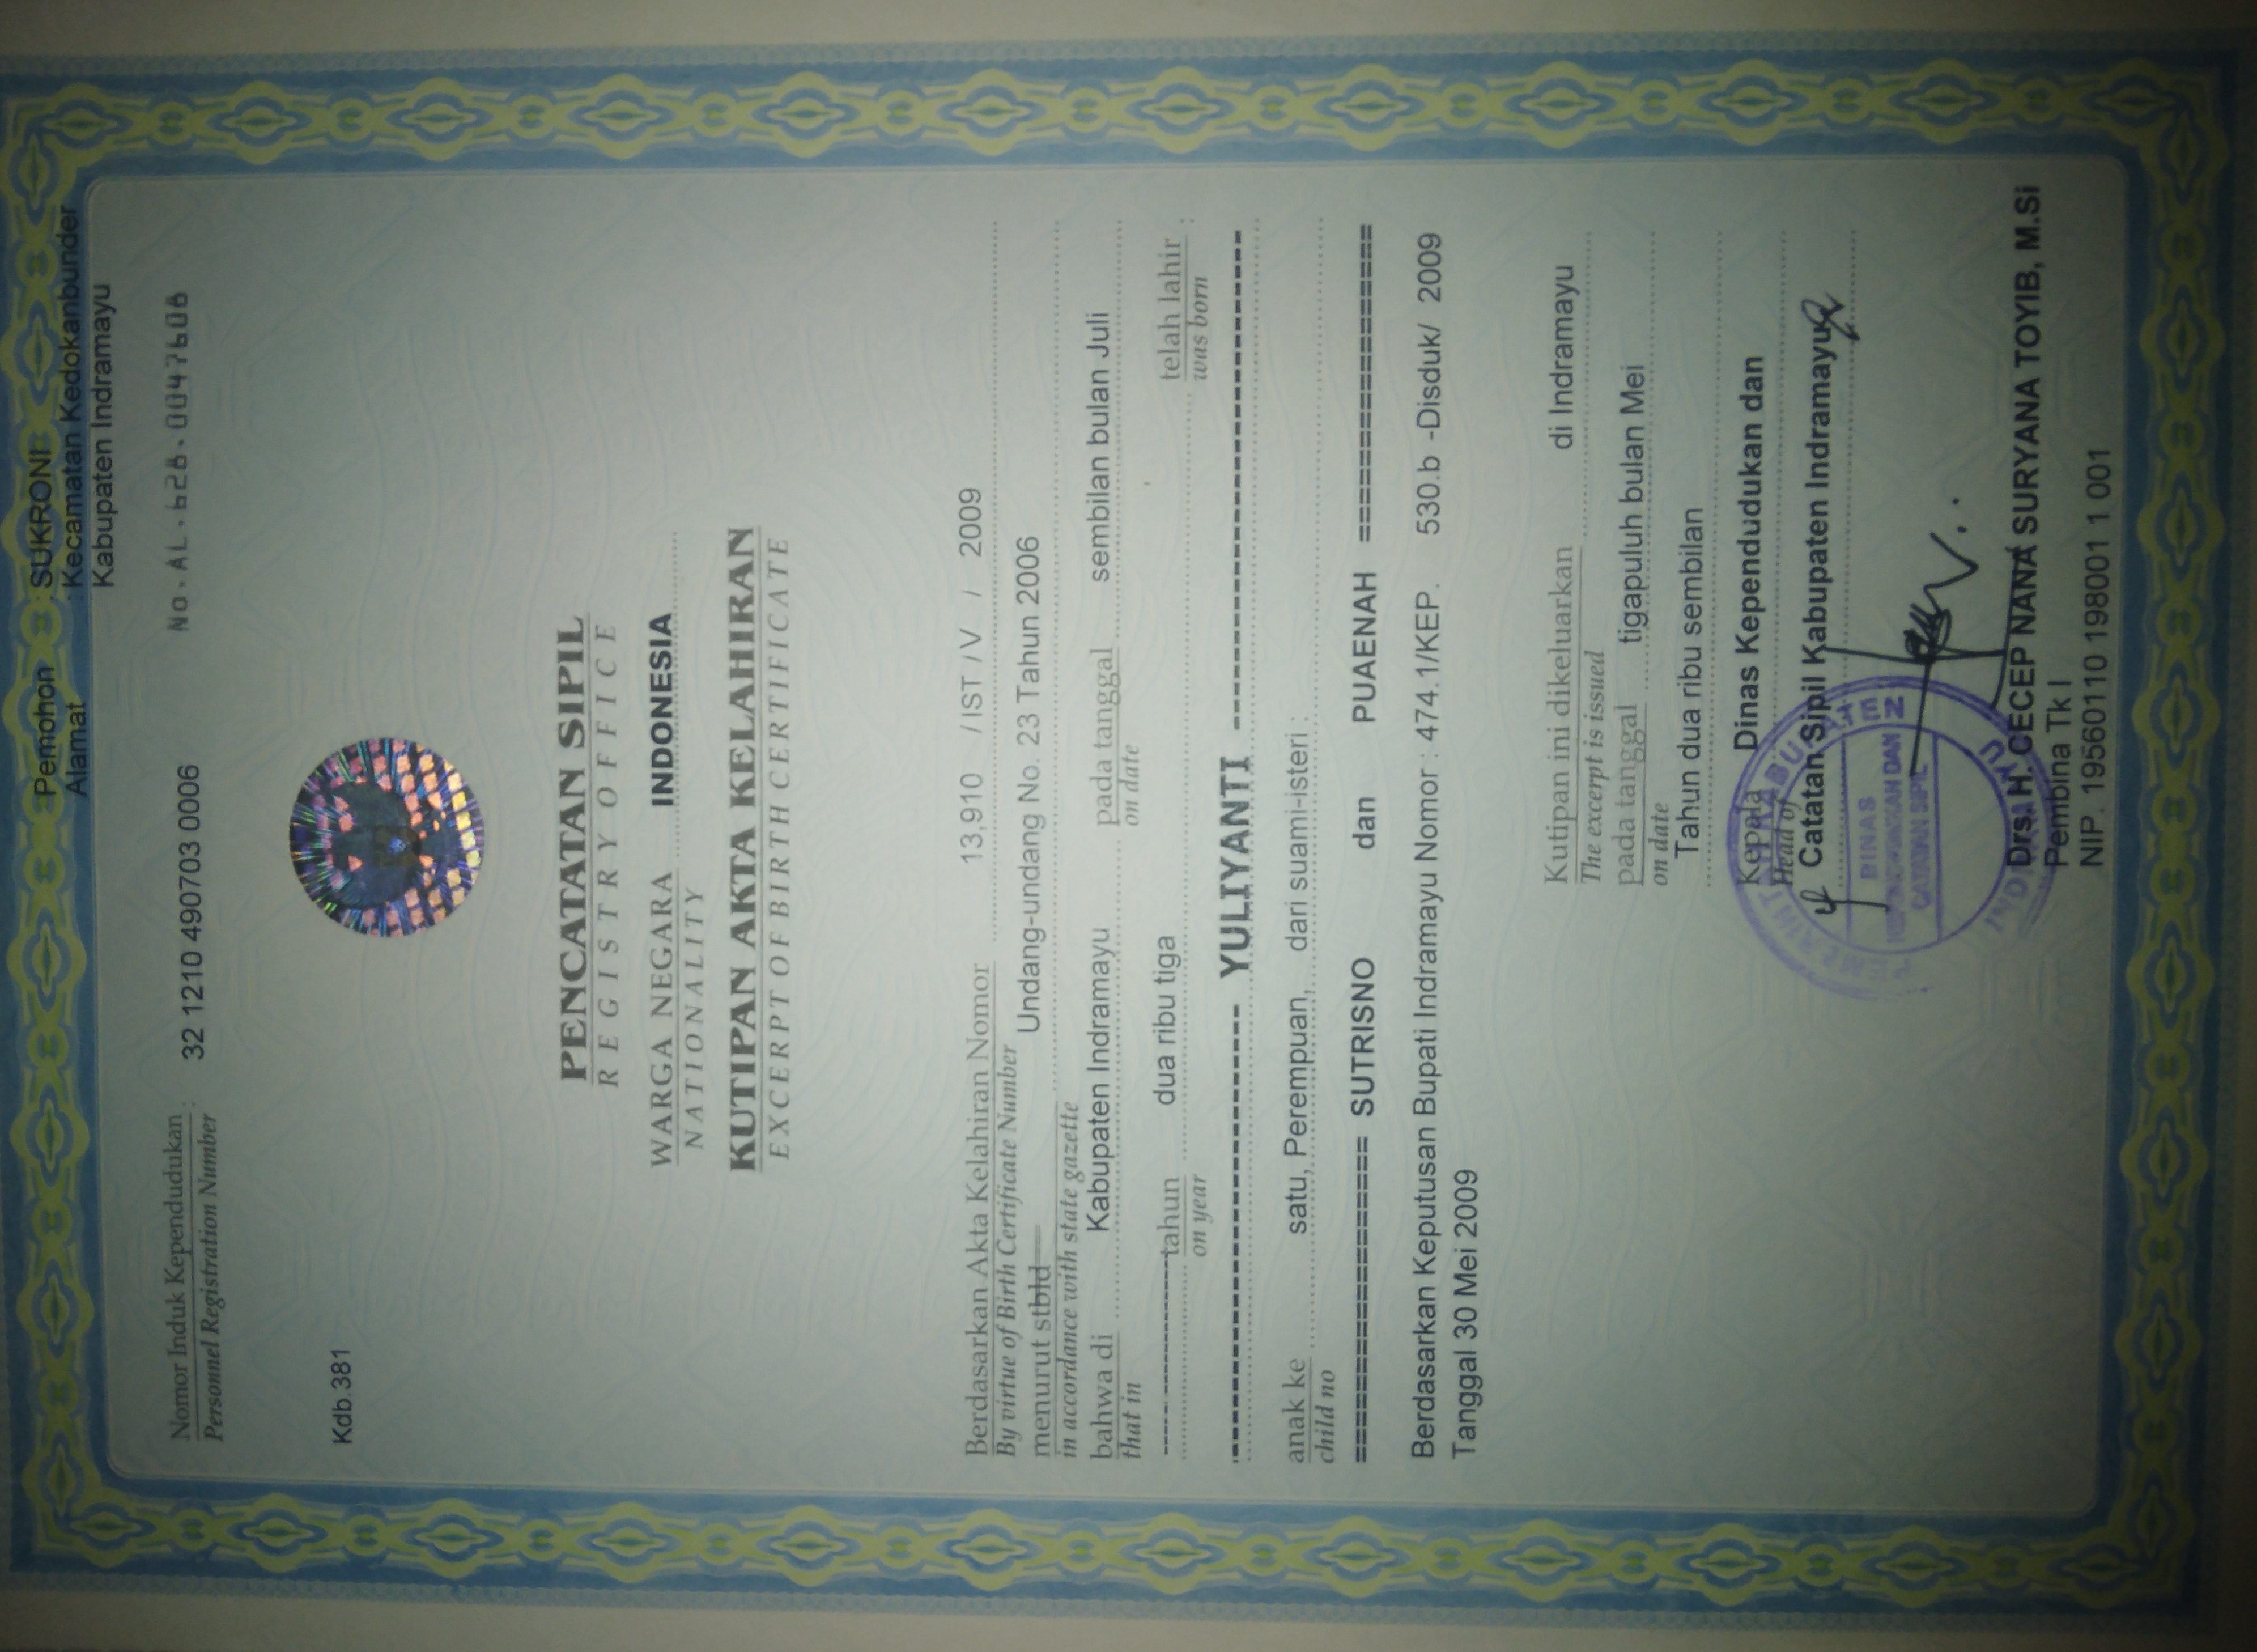 Pemohon : SUKRONI
Alamat : Kecamatan Kedokanbunder
Kabupaten Indramayu
Nomor Induk Kependudukan : 32 1210 490703 0006 No. AL. 628.0047608
Personnel Registration Number
Kdb.381
PENCATATAN SIPIL
REGISTRY OFFICE
WARGA NEGARA INDONESIA
NATIONALITY
KUTIPAN AKTA KELAHIRAN
EXCERPT OF BIRTH CERTIFICATE
Berdasarkan Akta Kelahiran Nomor 13,910 / IST / V / 2009
By virtue of Birth Certificate Number
menurut stbld Undang-undang No. 23 Tahun 2006
in accordance with state gazette
bahwa di Kabupaten Indramayu pada tanggal sembilan bulan Juli
that in on date
tahun dua ribu tiga telah lahir :
on year was born
YULIYANTI
anak ke satu, Perempuan, dari suami-isteri :
child no
============= SUTRISNO dan PUAENAH =============
Berdasarkan Keputusan Bupati Indramayu Nomor : 474.1/KEP. 530.b -Disduk/ 2009
Tanggal 30 Mei 2009
Kutipan ini dikeluarkan di Indramayu
The excerpt is issued
pada tanggal tigapuluh bulan Mei
on date
Tahun dua ribu sembilan
Kepala Dinas Kependudukan dan
Head of
Catatan Sipil Kabupaten Indramayu
DINAS
KEPENDUDUKAN DAN
CATATAN SIPIL
Drs. H. CECEP NANA SURYANA TOYIB, M.Si
Pembina Tk I
NIP. 19560110 198001 1 001